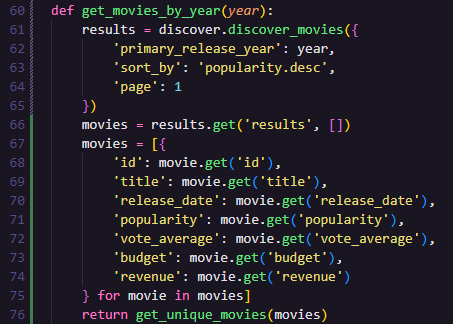 60 def get_movies_by_year(year):
61     results = discover.discover_movies({
62         'primary_release_year': year,
63         'sort_by': 'popularity.desc',
64         'page': 1
65     })
66     movies = results.get('results', [])
67     movies = [{
68         'id': movie.get('id'),
69         'title': movie.get('title'),
70         'release_date': movie.get('release_date'),
71         'popularity': movie.get('popularity'),
72         'vote_average': movie.get('vote_average'),
73         'budget': movie.get('budget'),
74         'revenue': movie.get('revenue')
75     } for movie in movies]
76     return get_unique_movies(movies)